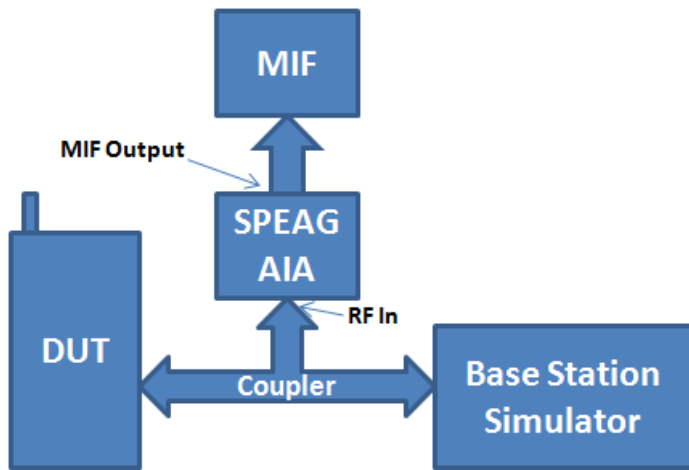 MIF
MIF Output
SPEAG
AIA
RF In
DUT
Coupler
Base Station
Simulator